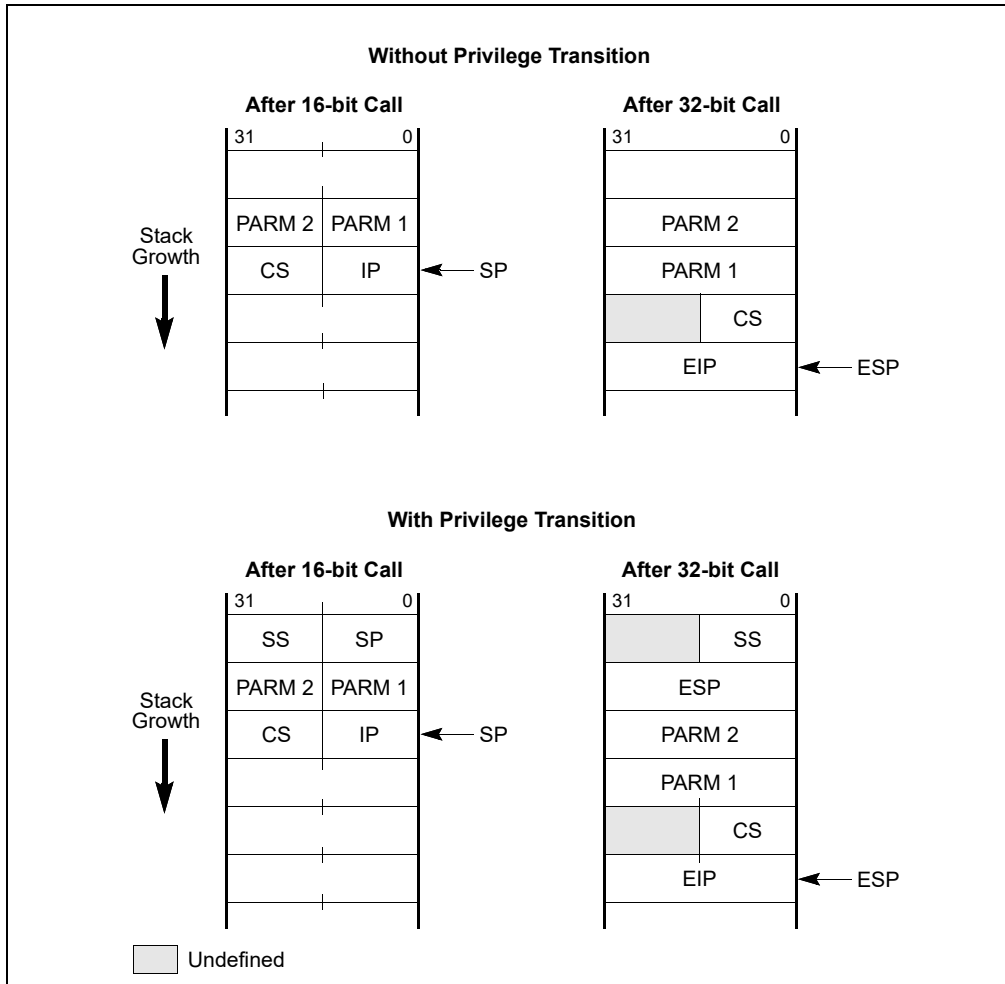 Without Privilege Transition
After 16-bit Call
After 32-bit Call
31 0
31 0
PARM 2 PARM 1
PARM 2
Stack
Growth
CS IP
SP
PARM 1
CS
EIP
ESP
With Privilege Transition
After 16-bit Call
After 32-bit Call
31 0
31 0
SS SP
SS
Stack
Growth
PARM 2 PARM 1
ESP
CS IP
SP
PARM 2
PARM 1
CS
EIP
ESP
Undefined